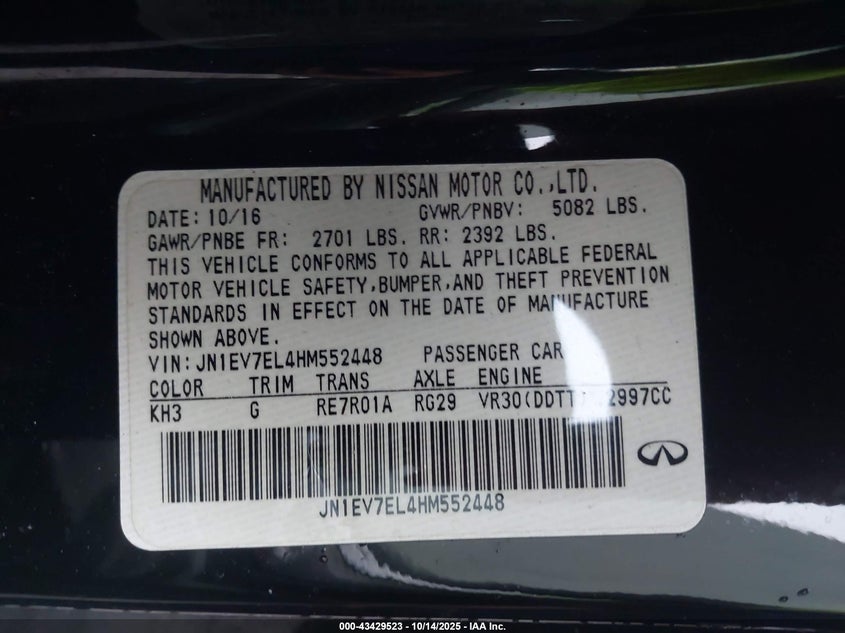 MANUFACTURED BY NISSAN MOTOR CO.,LTD.
DATE: 10/16 GVWR/PNBV: 5082 LBS.
GAWR/PNBE FR: 2701 LBS. RR: 2392 LBS.
THIS VEHICLE CONFORMS TO ALL APPLICABLE FEDERAL
MOTOR VEHICLE SAFETY,BUMPER,AND THEFT PREVENTION
STANDARDS IN EFFECT ON THE DATE OF MANUFACTURE
SHOWN ABOVE.
VIN: JN1EV7EL4HM552448 PASSENGER CAR
COLOR TRIM TRANS AXLE ENGINE
KH3 G RE7R01A RG29 VR30(DDTT) 2997CC
JN1EV7EL4HM552448
000-43429523 - 10/14/2025 - IAA Inc.